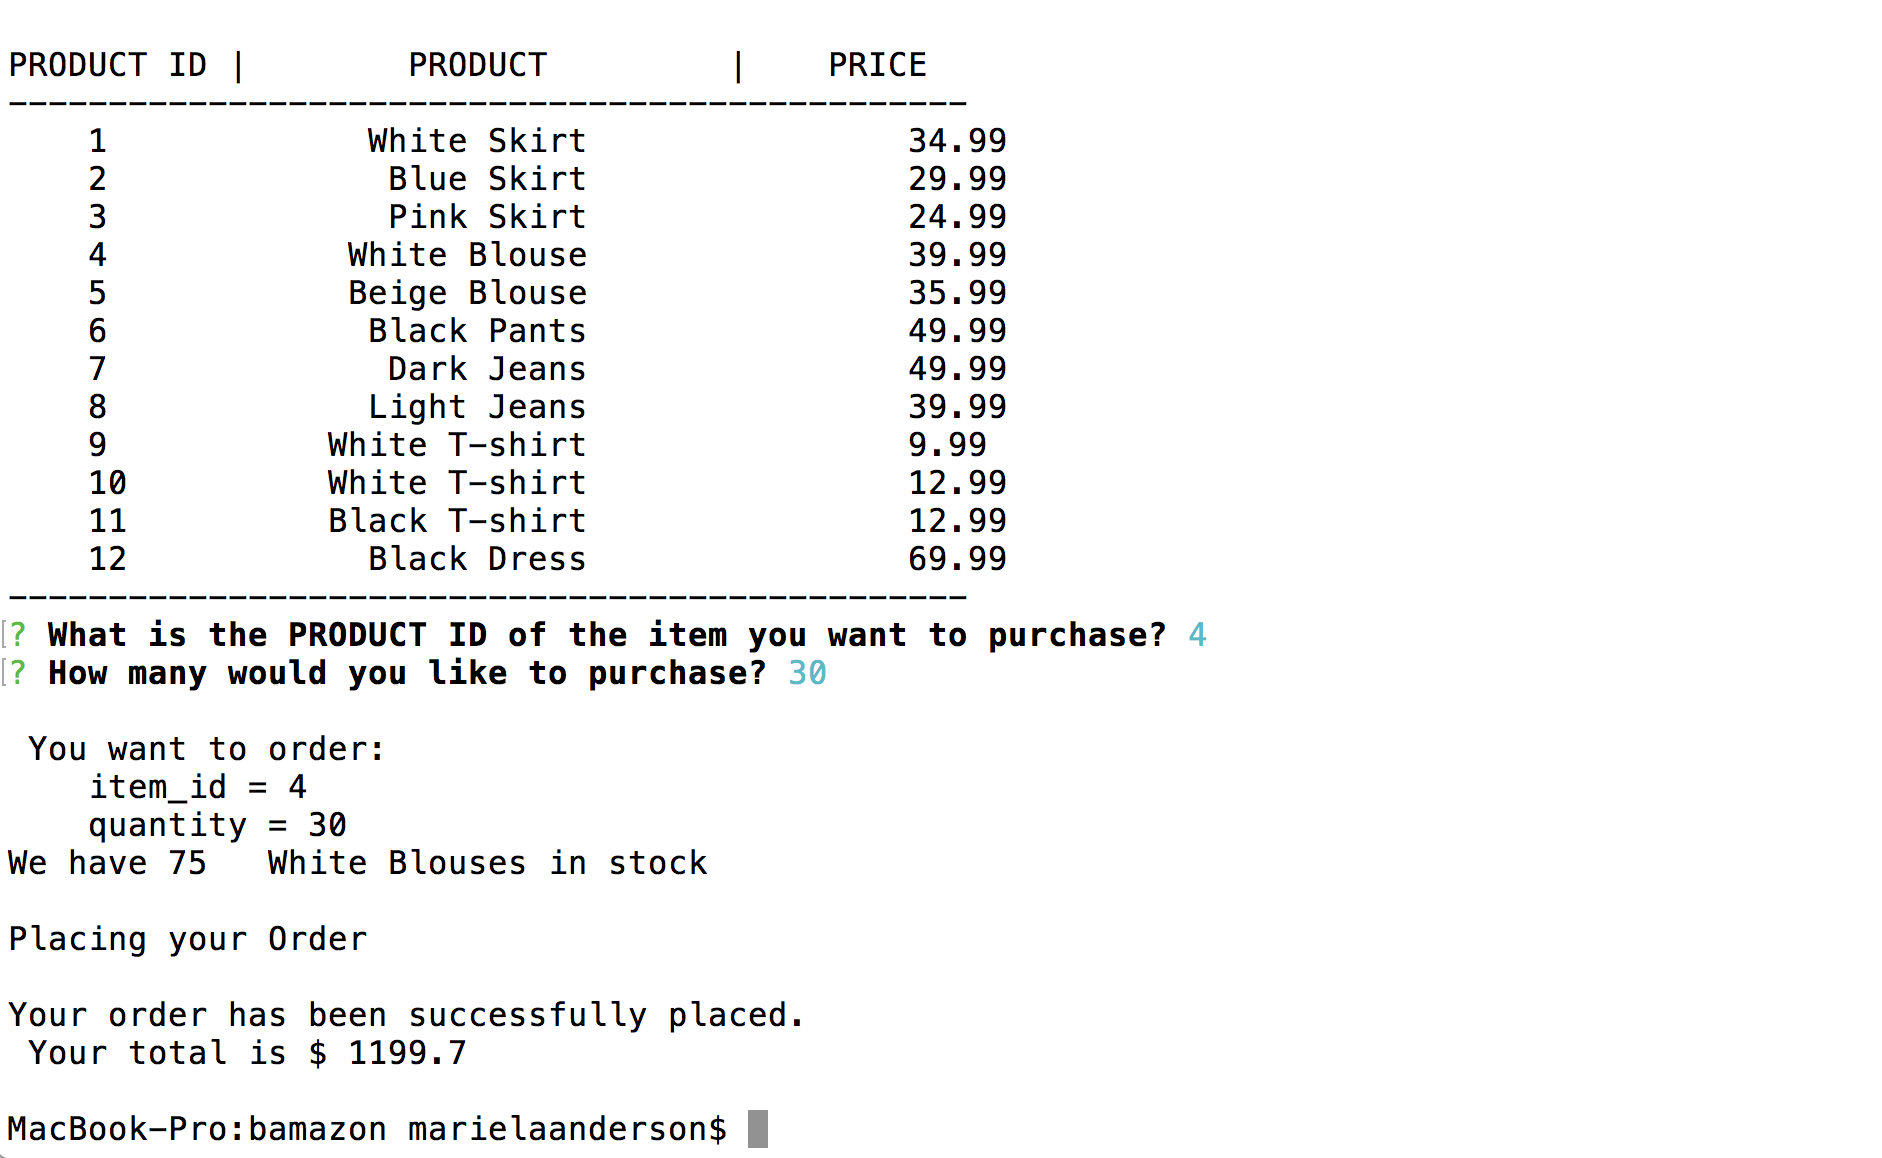 PRODUCT ID |        PRODUCT         |    PRICE
------------------------------------------------
    1             White Skirt                34.99
    2              Blue Skirt                29.99
    3              Pink Skirt                24.99
    4            White Blouse                39.99
    5            Beige Blouse                35.99
    6             Black Pants                49.99
    7              Dark Jeans                49.99
    8             Light Jeans                39.99
    9           White T-shirt                9.99
    10          White T-shirt                12.99
    11          Black T-shirt                12.99
    12            Black Dress                69.99
------------------------------------------------
? What is the PRODUCT ID of the item you want to purchase? 4
? How many would you like to purchase? 30
 You want to order:
    item_id = 4
    quantity = 30
We have 75   White Blouses in stock
Placing your Order
Your order has been successfully placed.
 Your total is $ 1199.7
MacBook-Pro:bamazon marielaanderson$